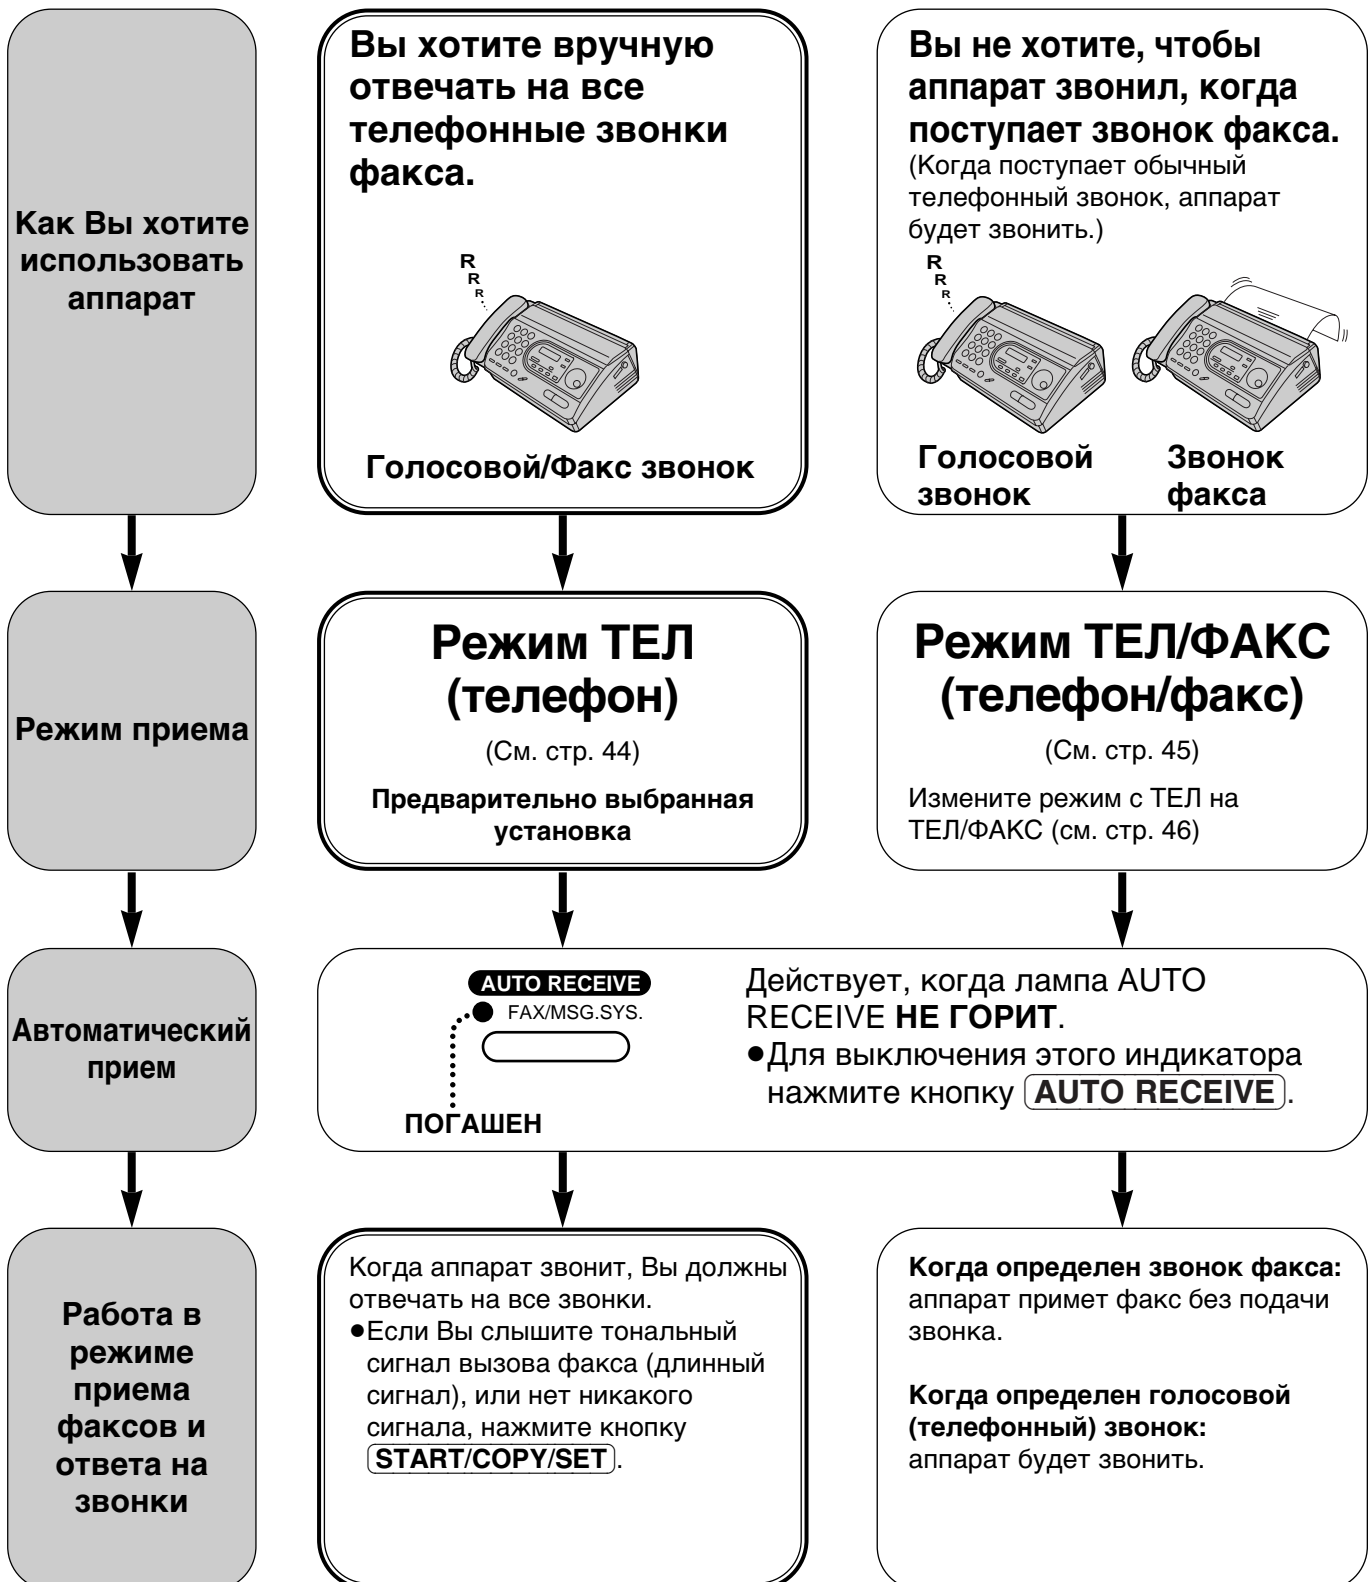 Как Вы хотите
использовать
аппарат
Вы хотите вручную
отвечать на все
телефонные звонки
факса.
R
R
R
Голосовой/Факс звонок
Вы не хотите, чтобы
аппарат звонил, когда
поступает звонок факса.
(Когда поступает обычный
телефонный звонок, аппарат
будет звонить.)
R
R
R
Голосовой
звонок
Звонок
факса
Режим приема
Режим ТЕЛ
(телефон)
(См. стр. 44)
Предварительно выбранная
установка
Режим ТЕЛ/ФАКС
(телефон/факс)
(См. стр. 45)
Измените режим с ТЕЛ на
ТЕЛ/ФАКС (см. стр. 46)
Автоматический
прием
AUTO RECEIVE
FAX/MSG.SYS.
ПОГАШЕН
Действует, когда лампа AUTO
RECEIVE НЕ ГОРИТ.
●Для выключения этого индикатора
нажмите кнопку AUTO RECEIVE.
Работа в
режиме
приема
факсов и
ответа на
звонки
Когда аппарат звонит, Вы должны
отвечать на все звонки.
●Если Вы слышите тональный
сигнал вызова факса (длинный
сигнал), или нет никакого
сигнала, нажмите кнопку
START/COPY/SET.
Когда определен звонок факса:
аппарат примет факс без подачи
звонка.
Когда определен голосовой
(телефонный) звонок:
аппарат будет звонить.